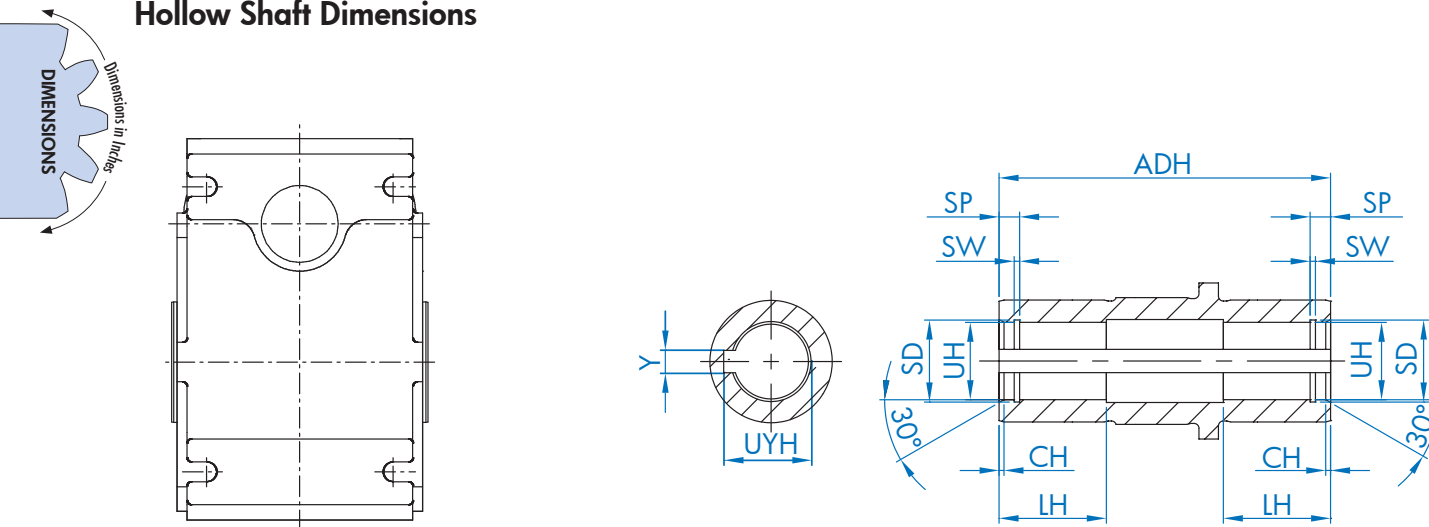 Hollow Shaft Dimensions
DIMENSIONS
Dimensions in Inches
ADH
SP
SP
SW
SW
SD
UH
UH
SD
Y
UYH
30°
30°
CH
CH
LH
LH